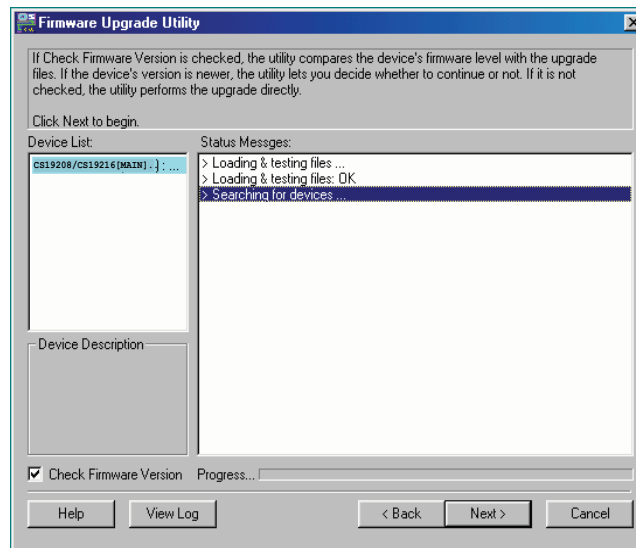 Firmware Upgrade Utility
If Check Firmware Version is checked, the utility compares the device's firmware level with the upgrade
files. If the device's version is newer, the utility lets you decide whether to continue or not. If it is not
checked, the utility performs the upgrade directly.
Click Next to begin.
Device List:
Status Messges:
CS19208/CS19216[MAIN]..]: ...
> Loading & testing files ...
> Loading & testing files: OK
> Searching for devices ...
Device Description
Check Firmware Version
Progress...
Help
View Log
< Back
Next >
Cancel